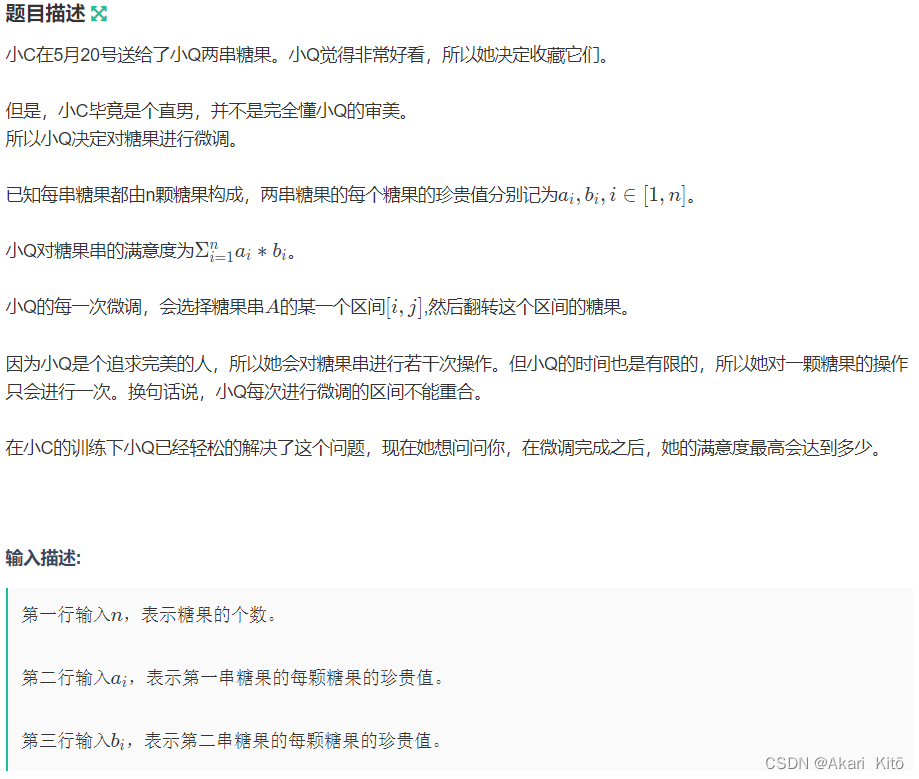 题目描述
小C在5月20号送给了小Q两串糖果。小Q觉得非常好看，所以她决定收藏它们。
但是，小C毕竟是个直男，并不是完全懂小Q的审美。
所以小Q决定对糖果进行微调。
已知每串糖果都由n颗糖果构成，两串糖果的每个糖果的珍贵值分别记为$a_i, b_i, i \in [1, n]$。
小Q对糖果串的满意度为$\Sigma_{i=1}^{n} a_i * b_i$。
小Q的每一次微调，会选择糖果串$A$的某一个区间$[i, j]$,然后翻转这个区间的糖果。
因为小Q是个追求完美的人，所以她会对糖果串进行若干次操作。但小Q的时间也是有限的，所以她对一颗糖果的操作
只会进行一次。换句话说，小Q每次进行微调的区间不能重合。
在小C的训练下小Q已经轻松的解决了这个问题，现在她想问问你，在微调完成之后，她的满意度最高会达到多少。
输入描述:
第一行输入$n$，表示糖果的个数。
第二行输入$a_i$，表示第一串糖果的每颗糖果的珍贵值。
第三行输入$b_i$，表示第二串糖果的每颗糖果的珍贵值。
CSDN @Akari Kitō